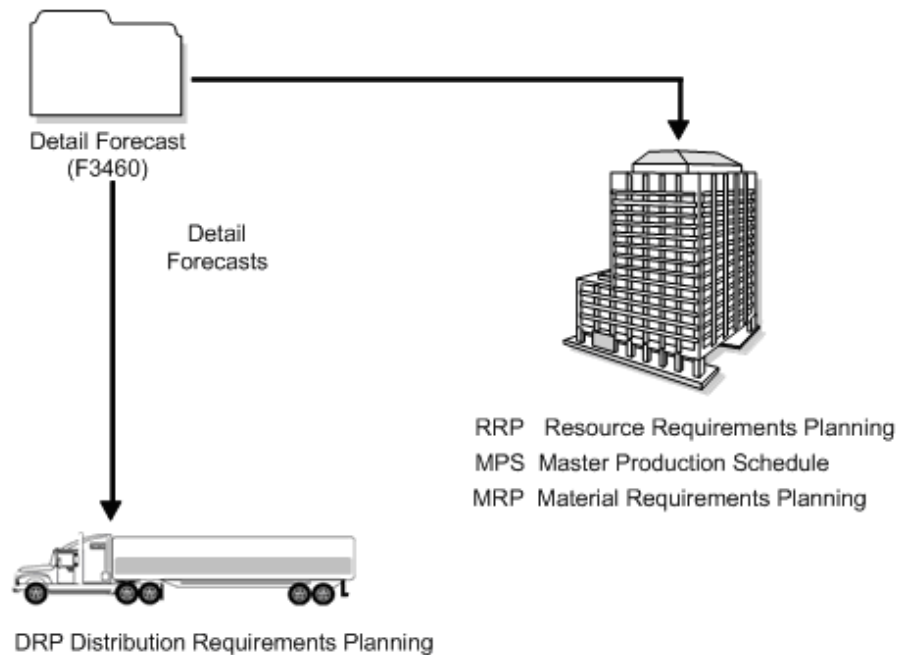 Detail Forecast
(F3460)
Detail
Forecasts
RRP Resource Requirements Planning
MPS Master Production Schedule
MRP Material Requirements Planning
DRP Distribution Requirements Planning